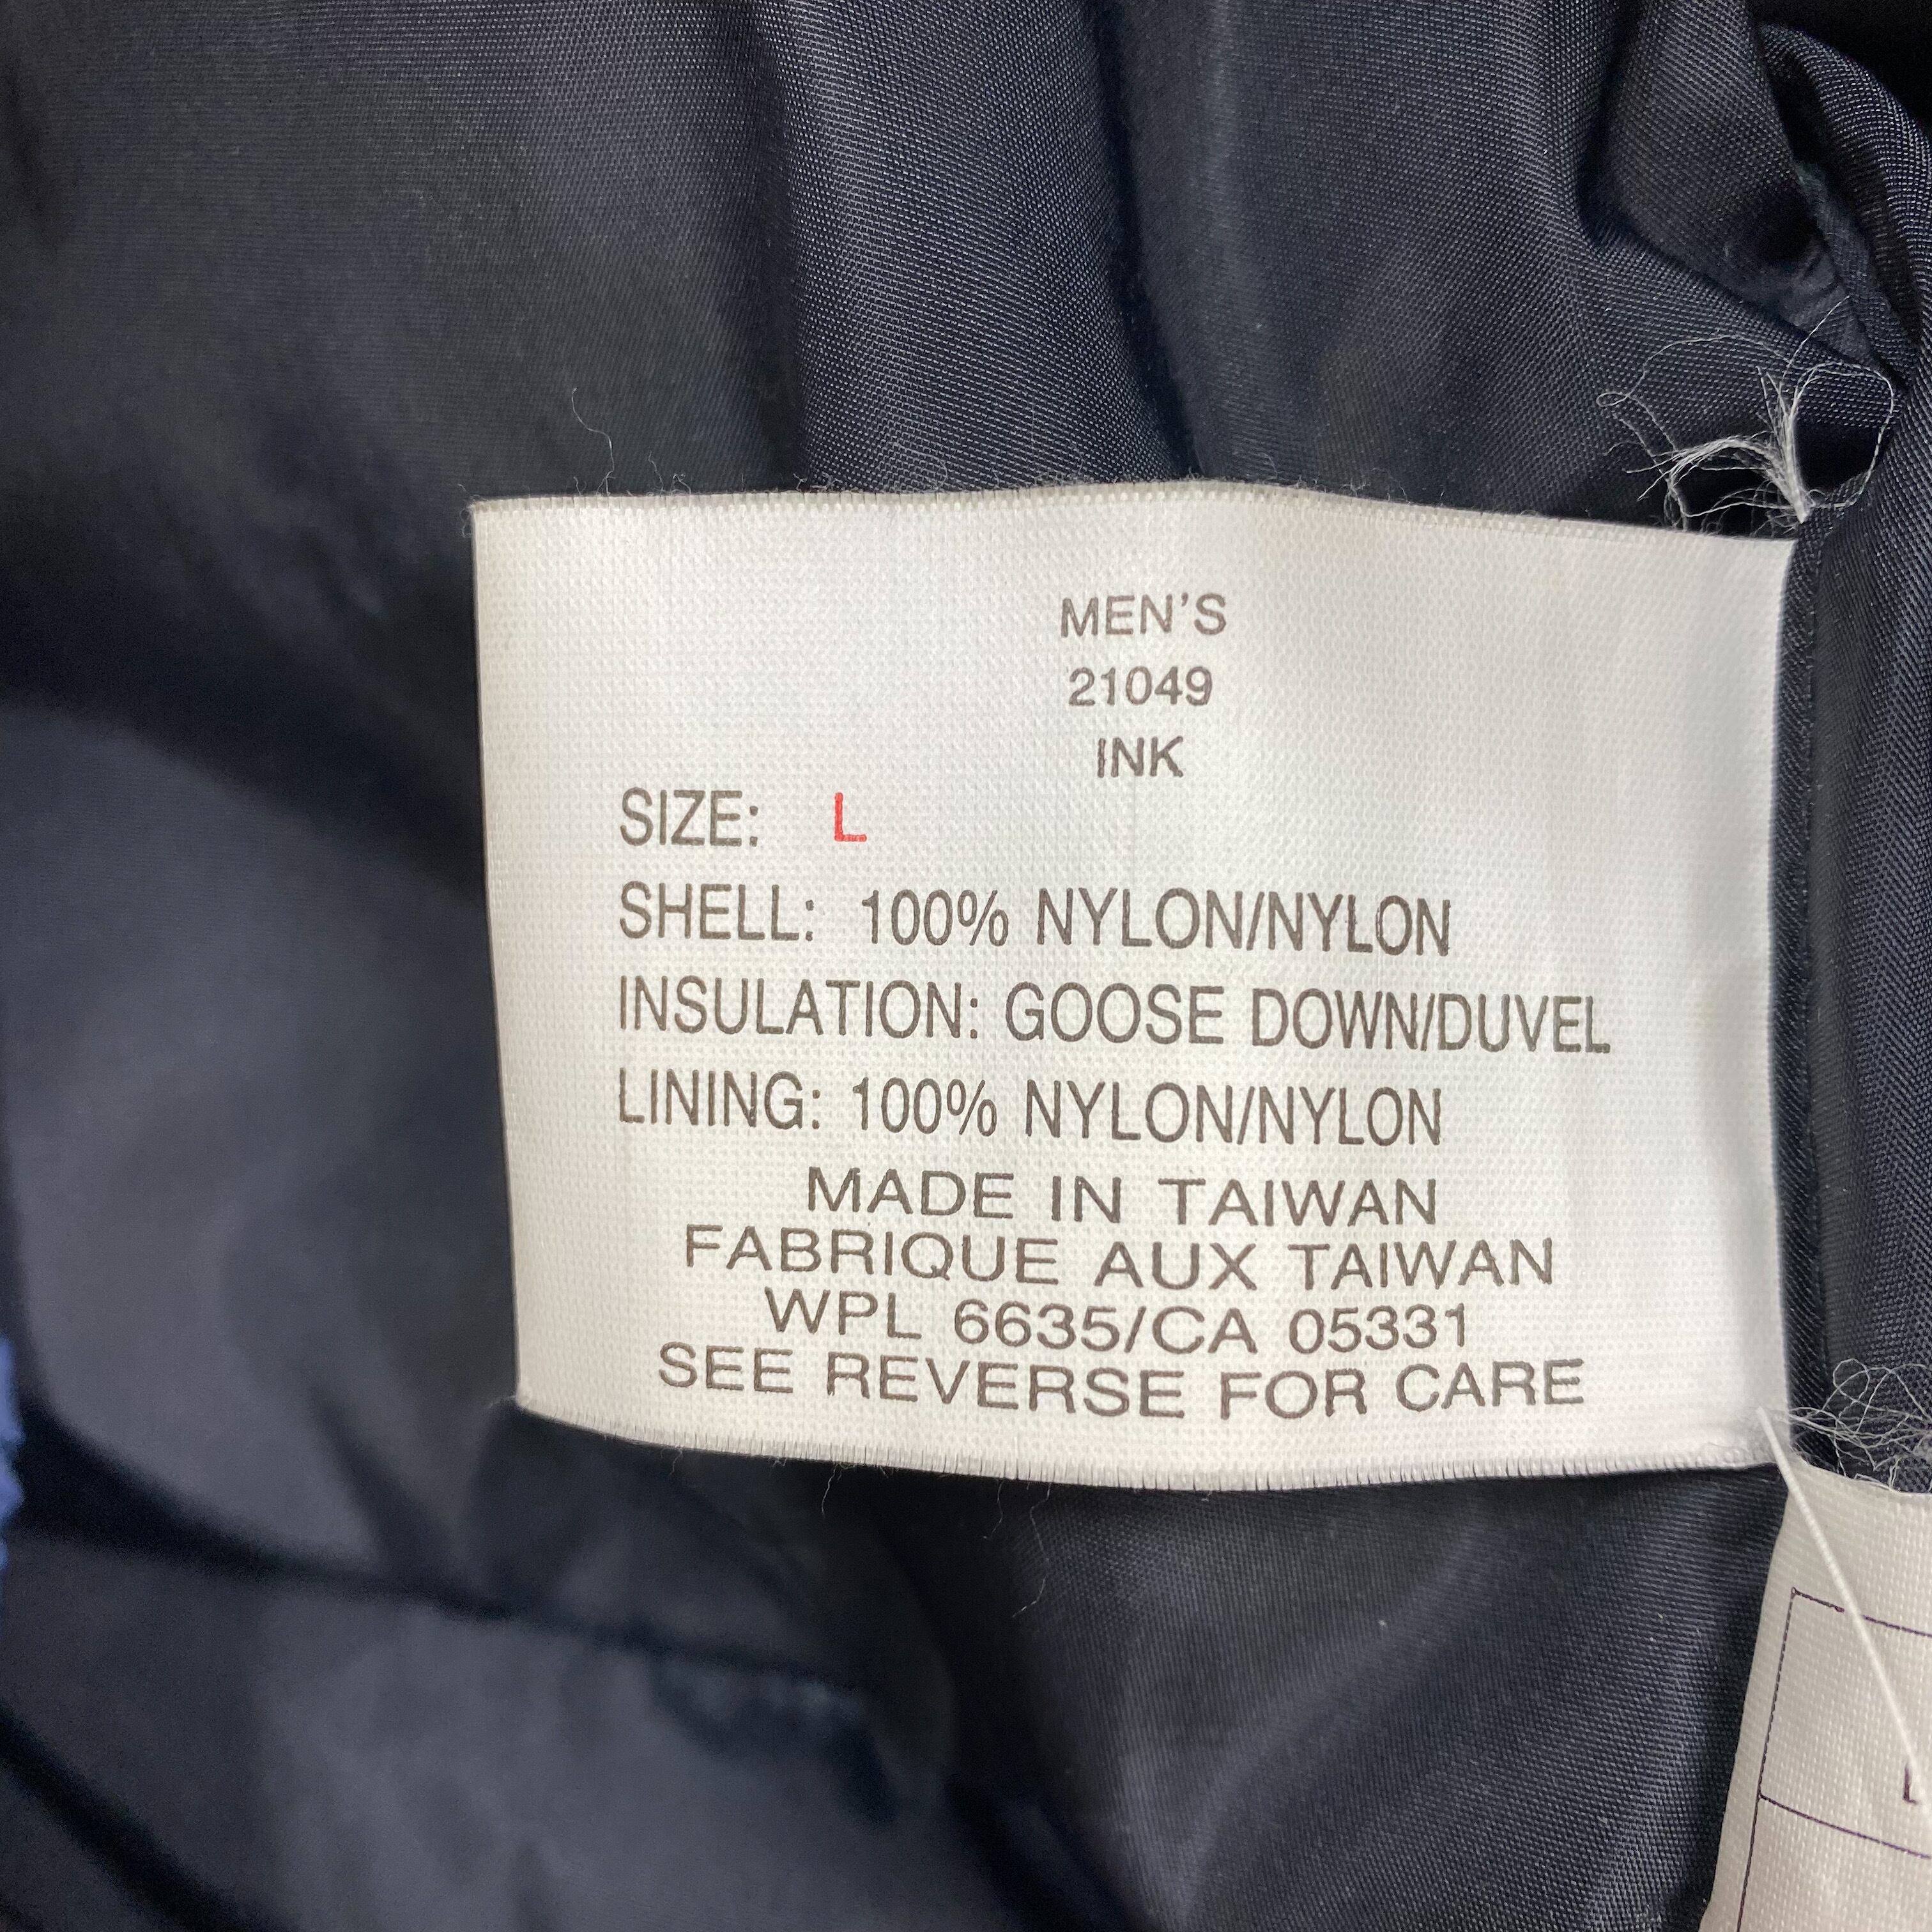 MEN'S
21049
INK
SIZE: L
SHELL: 100% NYLON/NYLON
INSULATION: GOOSE DOWN/DUVEL
LINING: 100% NYLON/NYLON
MADE IN TAIWAN
FABRIQUE AUX TAIWAN
WPL 6635/CA 05331
SEE REVERSE FOR CARE